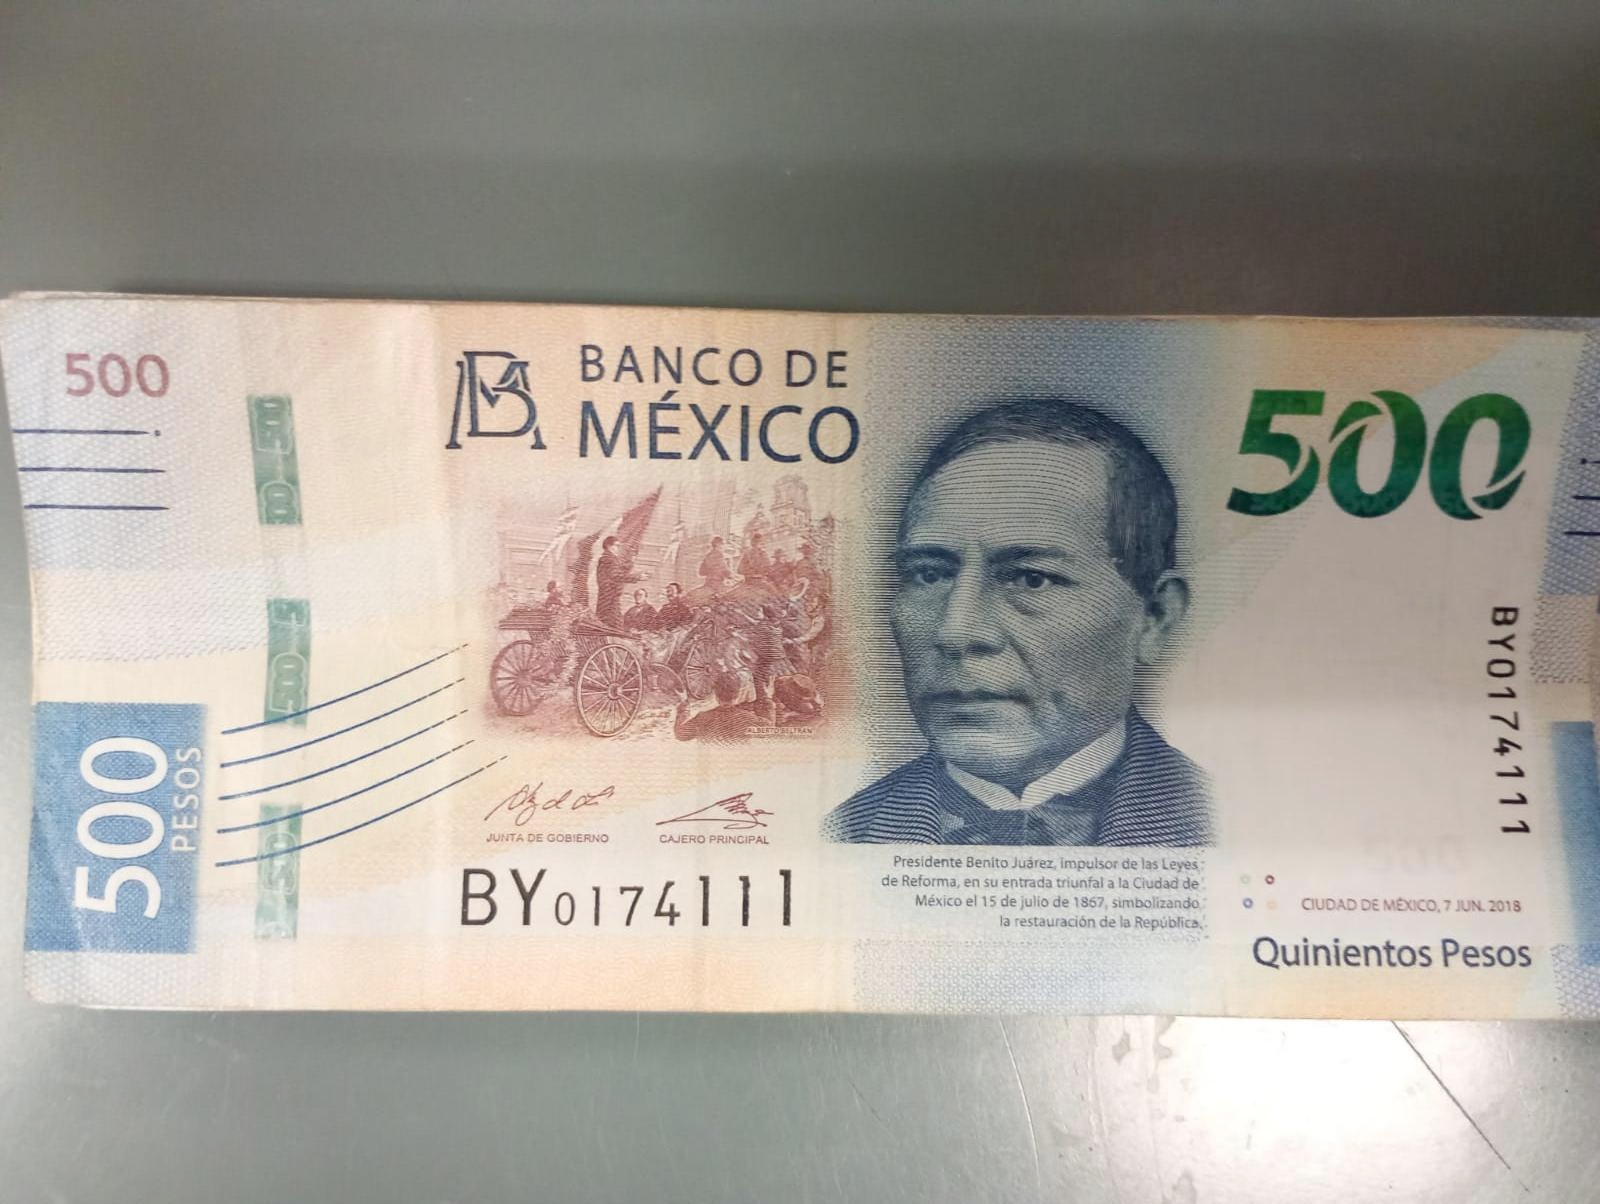 500
BM
BANCO DE
MÉXICO
500
ALBERTO BELTRÁN
500
PESOS
JUNTA DE GOBIERNO
CAJERO PRINCIPAL
BY0174111
BY0174111
Presidente Benito Juárez, impulsor de las Leyes
de Reforma, en su entrada triunfal a la Ciudad de
México el 15 de julio de 1867, simbolizando
la restauración de la República.
CIUDAD DE MÉXICO, 7 JUN. 2018
Quinientos Pesos